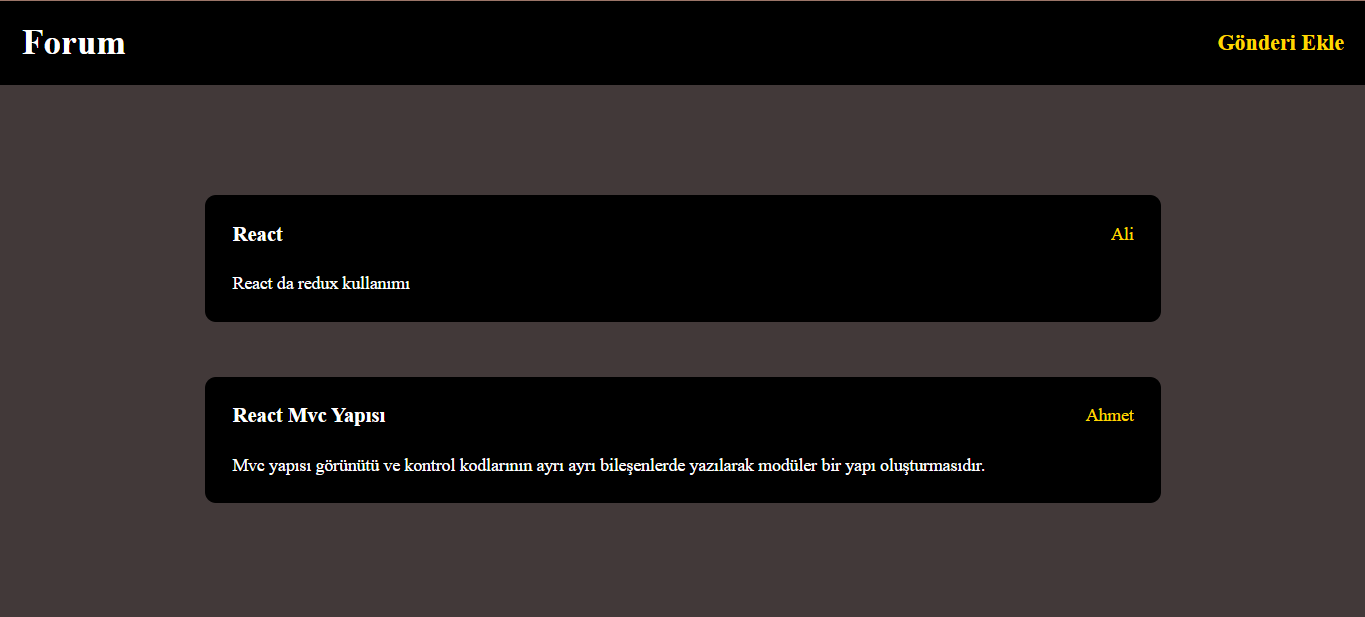 Forum
Gönderi Ekle
React
Ali
React da redux kullanımı
React Mvc Yapısı
Ahmet
Mvc yapısı görünütü ve kontrol kodlarının ayrı ayrı bileşenlerde yazılarak modüler bir yapı oluşturmasıdır.